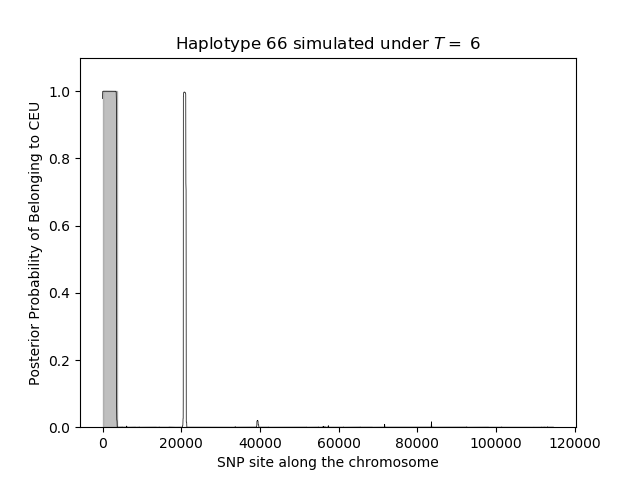 Haplotype 66 simulated under T = 6
Posterior Probability of Belonging to CEU
1.0
0.8
0.6
0.4
0.2
0.0
0 20000 40000 60000 80000 100000 120000
SNP site along the chromosome